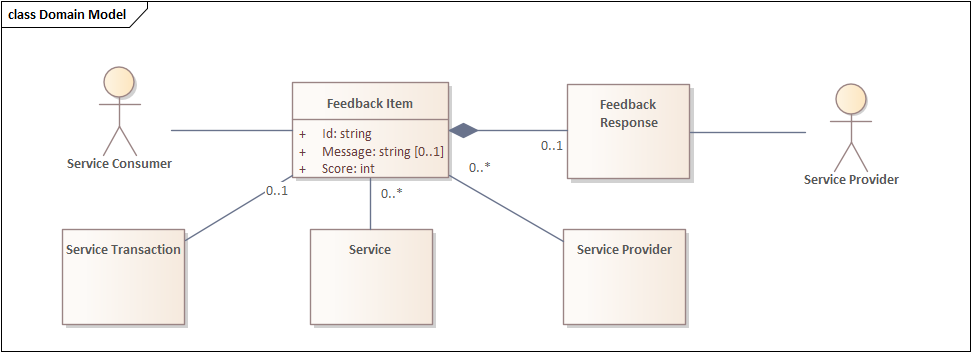 class Domain Model
Feedback Item
+ Id: string
+ Message: string [0..1]
+ Score: int
Feedback
Response
Service Consumer
Service Provider
0..1
0..*
0..1
0..*
Service Transaction
Service
Service Provider